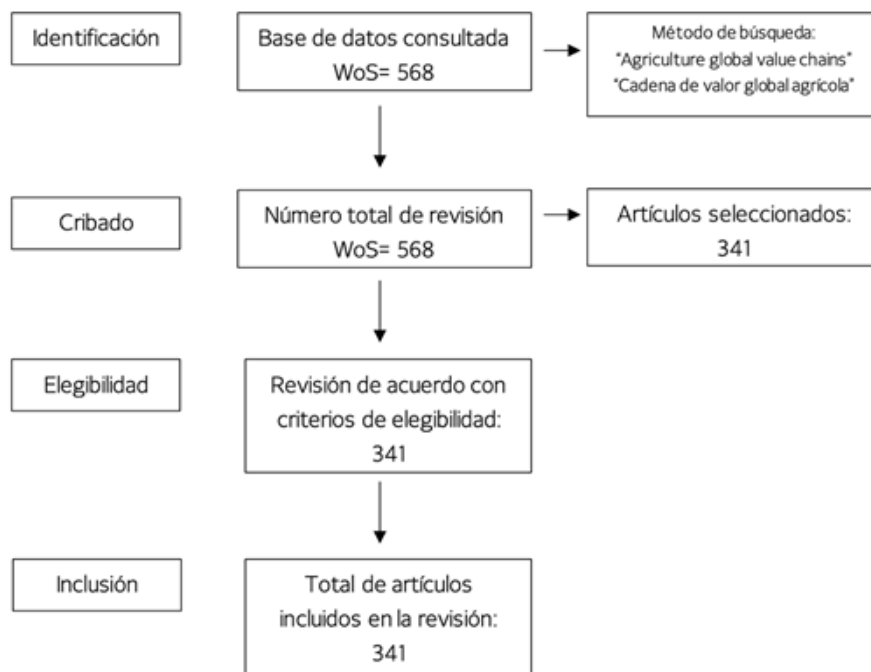 Identificación
Base de datos consultada
WoS= 568
Método de búsqueda:
"Agriculture global value chains"
"Cadena de valor global agrícola"
Cribado
Número total de revisión
WoS= 568
Artículos seleccionados:
341
Elegibilidad
Revisión de acuerdo con
criterios de elegibilidad:
341
Inclusión
Total de artículos
incluidos en la revisión:
341